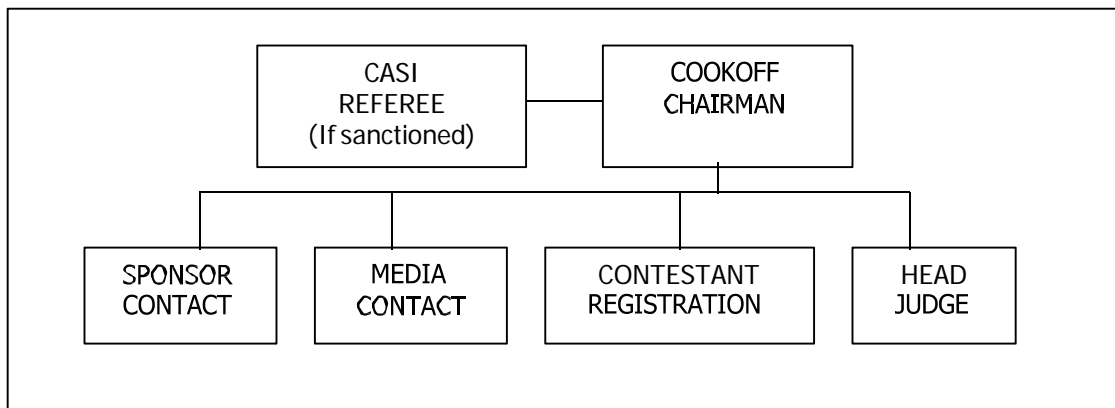 CASI
REFEREE
(If sanctioned)
COOKOFF
CHAIRMAN
SPONSOR
CONTACT
MEDIA
CONTACT
CONTESTANT
REGISTRATION
HEAD
JUDGE